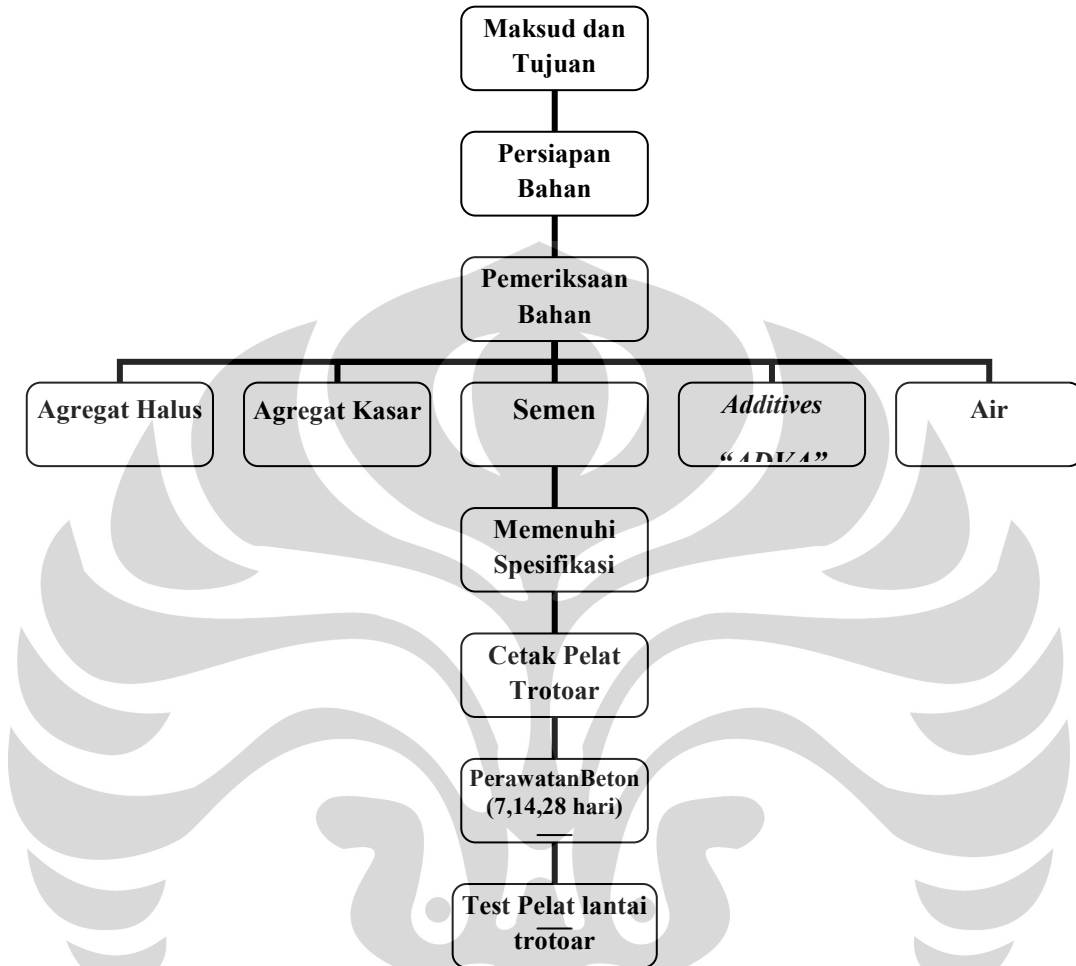 Maksud dan
Tujuan
Persiapan
Bahan
Pemeriksaan
Bahan
Agregat Halus
Agregat Kasar
Semen
Additives
“ADVA”
Air
Memenuhi
Spesifikasi
Cetak Pelat
Trotoar
PerawatanBeton
(7,14,28 hari)
Test Pelat lantai
trotoar